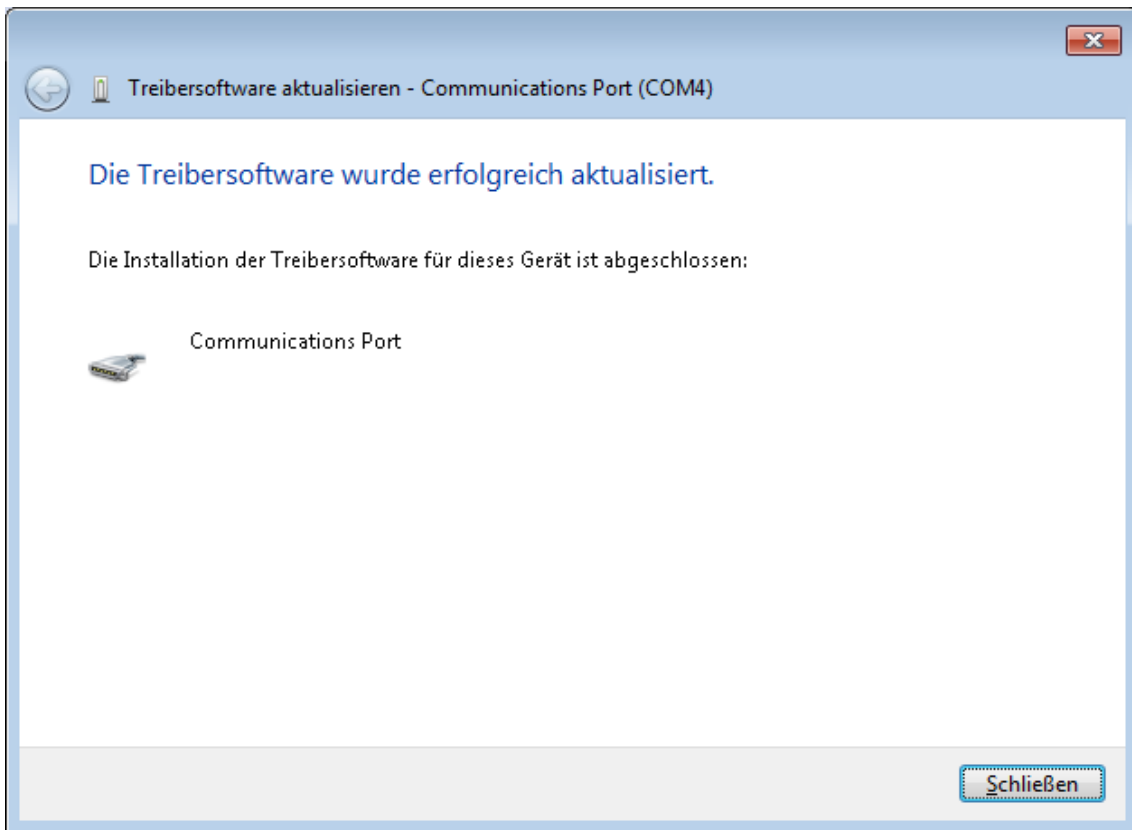 Treibersoftware aktualisieren - Communications Port (COM4)
Die Treibersoftware wurde erfolgreich aktualisiert.
Die Installation der Treibersoftware für dieses Gerät ist abgeschlossen:
Communications Port
Schließen